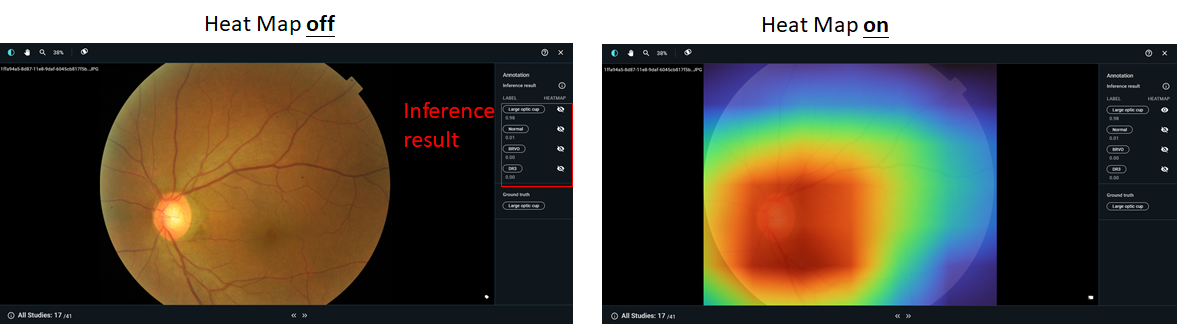 Heat Map off
38%
1ffa94a5-8d87-11e8-9daf-6045cb817f5b...JPG
Annotation
Inference result
LABEL HEATMAP
Large optic cup
0.98
Normal
0.01
BRVO
0.00
DR3
0.00
Ground truth
Large optic cup
Inference
result
All Studies: 17 /41
Heat Map on
38%
1ffa94a5-8d87-11e8-9daf-6045cb817f5b...JPG
Annotation
Inference result
LABEL HEATMAP
Large optic cup
0.98
Normal
0.01
BRVO
0.00
DR3
0.00
Ground truth
Large optic cup
All Studies: 17 /41